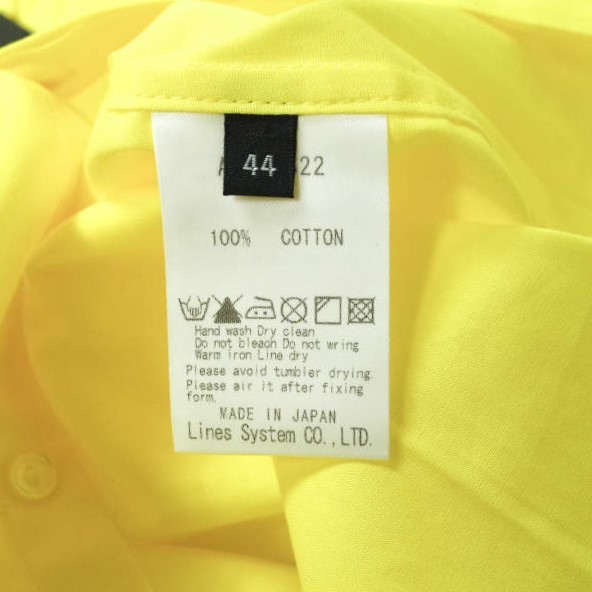 44
22
100% COTTON
Hand wash Dry clean
Do not bleach Do not wring
Warm iron Line dry
Please avoid tumbler drying.
Please air it after fixing
form.
MADE IN JAPAN
Lines System CO.,LTD.